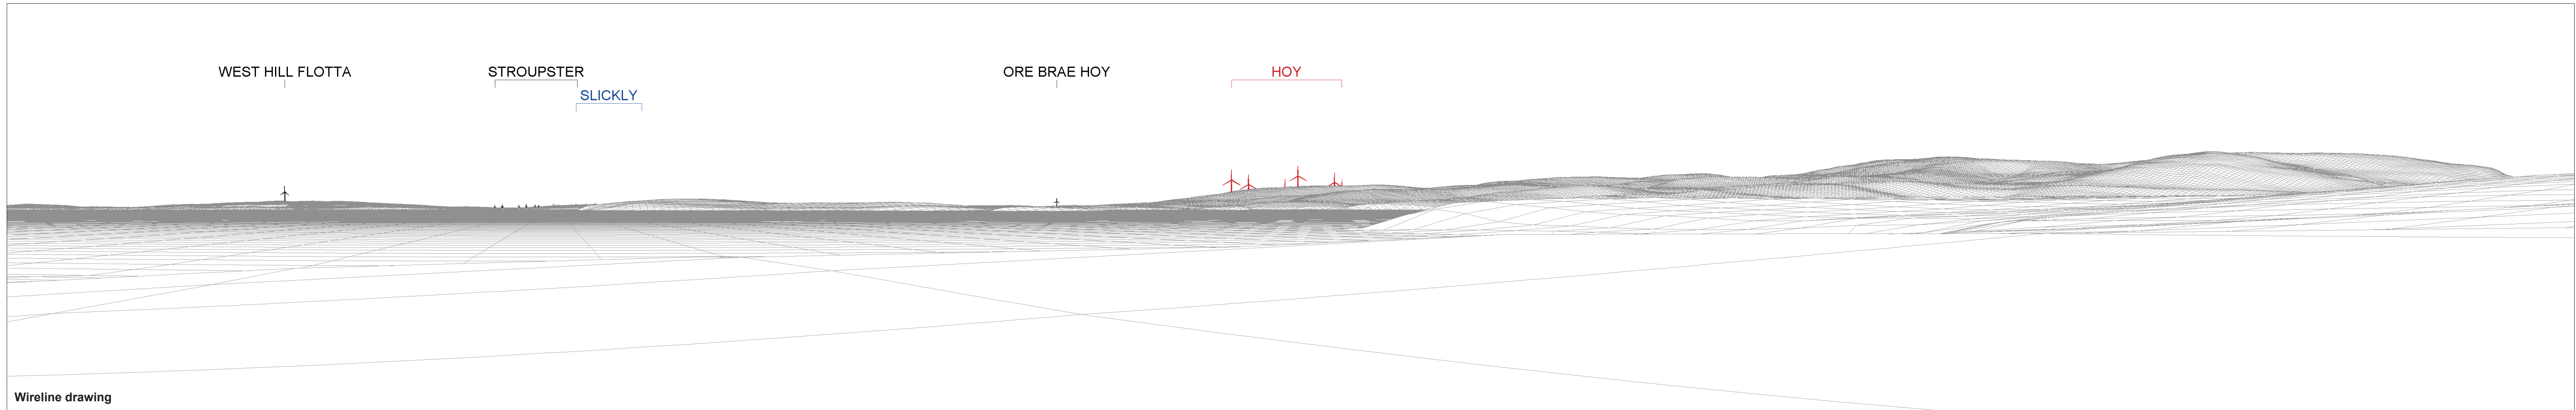 WEST HILL FLOTTA
STROUPSTER
SLICKLY
ORE BRAE HOY
HOY
Wireline drawing